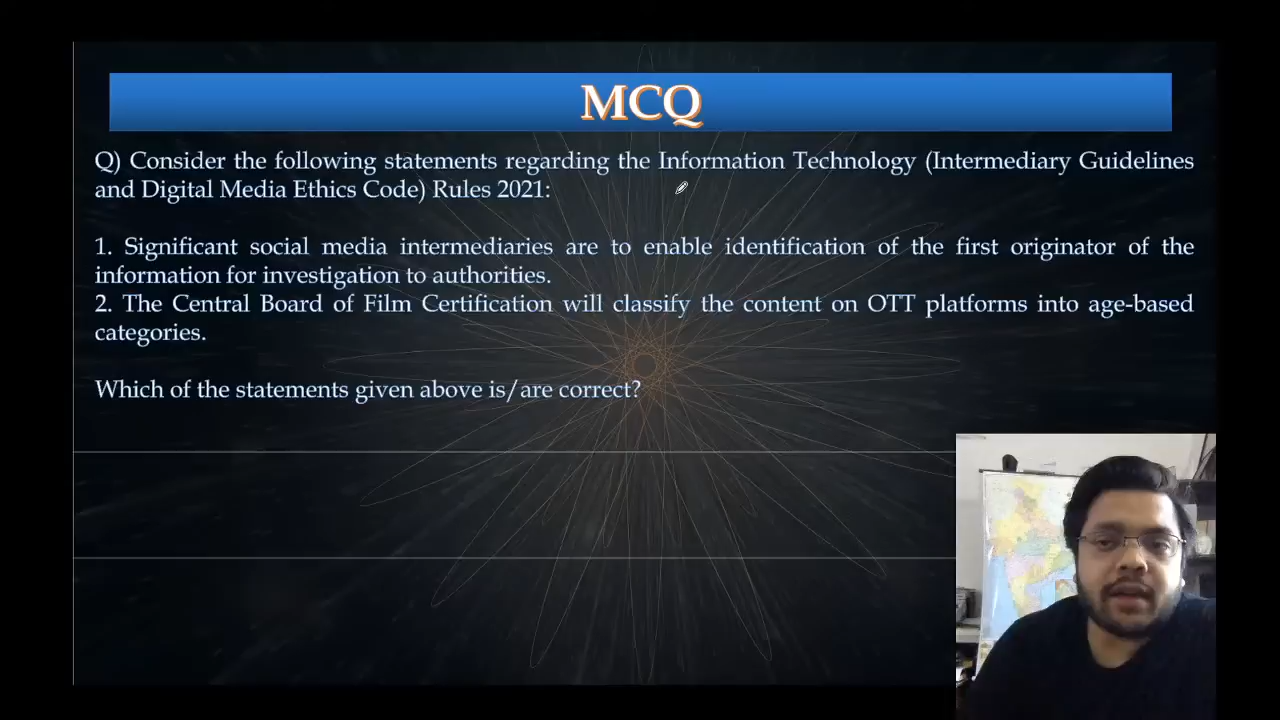 MCQ
Q) Consider the following statements regarding the Information Technology (Intermediary Guidelines
and Digital Media Ethics Code) Rules 2021:
1. Significant social media intermediaries are to enable identification of the first originator of the
information for investigation to authorities.
2. The Central Board of Film Certification will classify the content on OTT platforms into age-based
categories.
Which of the statements given above is/are correct?